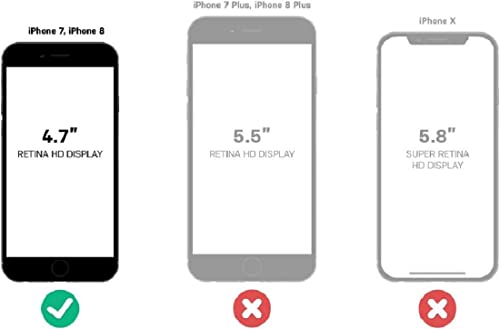 iPhone 7, iPhone 8
4.7"
RETINA HD DISPLAY
iPhone 7 Plus, iPhone 8 Plus
5.5"
RETINA HD DISPLAY
iPhone X
5.8"
SUPER RETINA
HD DISPLAY